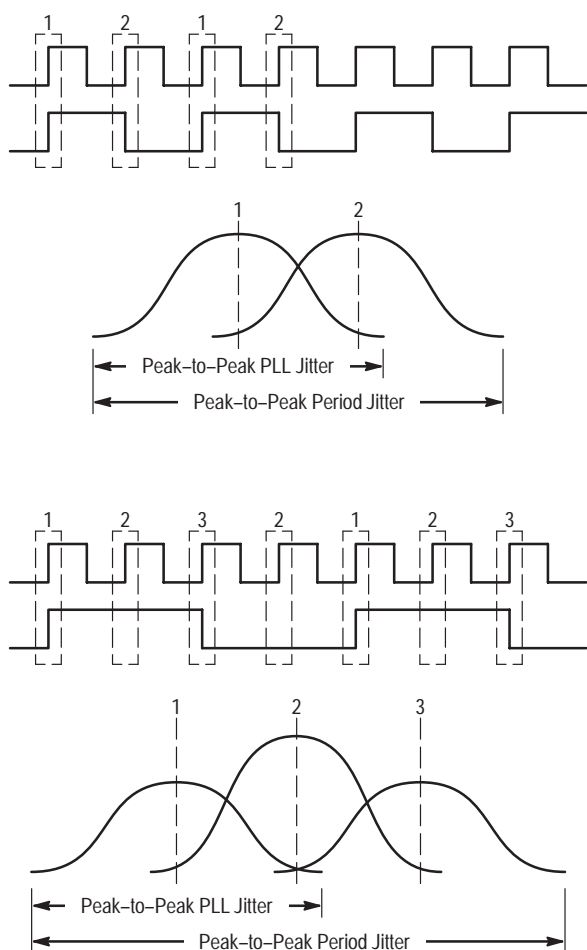 1 2 1 2
1 2
Peak–to–Peak PLL Jitter
Peak–to–Peak Period Jitter
1 2 3 2 1 2 3
1 2 3
Peak–to–Peak PLL Jitter
Peak–to–Peak Period Jitter